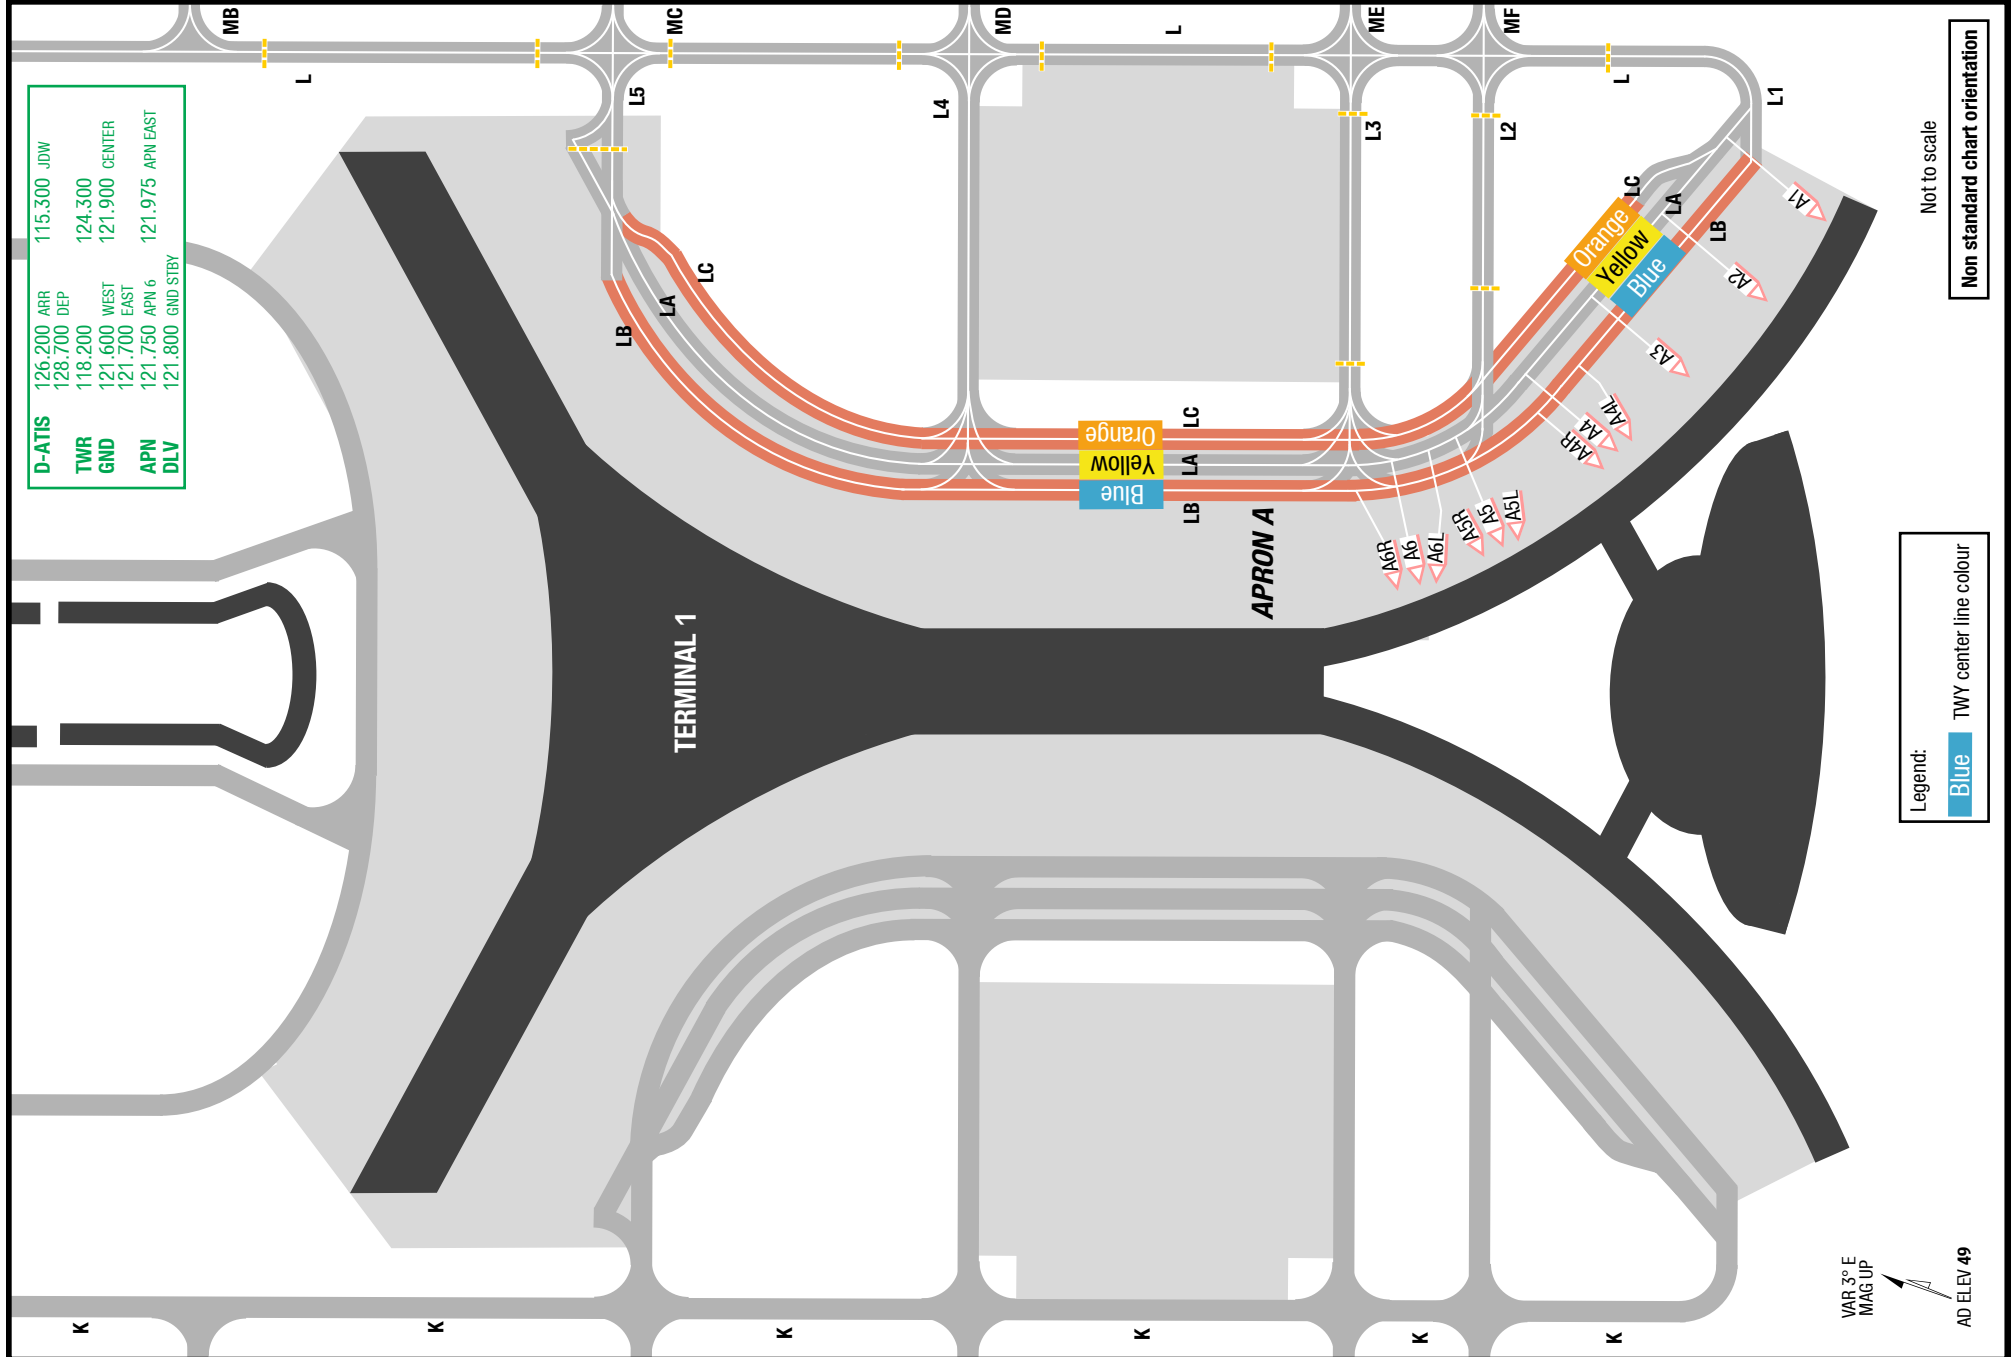 D-ATIS 126.200 ARR 115.300 JDW
128.700 DEP
TWR 118.200 124.300
GND 121.600 WEST 121.900 CENTER
121.700 EAST
APN 121.750 APN 6 121.975 APN EAST
DLV 121.800 GND STBY
MB
L
MC
L5
MD
L4
L
ME
L3
MF
L2
L
L1
LC
LA
LB
LC
LA
LB
LC
LA
LB
Orange
Yellow
Blue
Orange
Yellow
Blue
A1
A2
A3
A4L
A4
A4R
A5L
A5
A5R
A6L
A6
A6R
APRON A
TERMINAL 1
K
K
K
K
K
K
Not to scale
Non standard chart orientation
Legend:
Blue TWY center line colour
VAR 3° E
MAG UP
AD ELEV 49